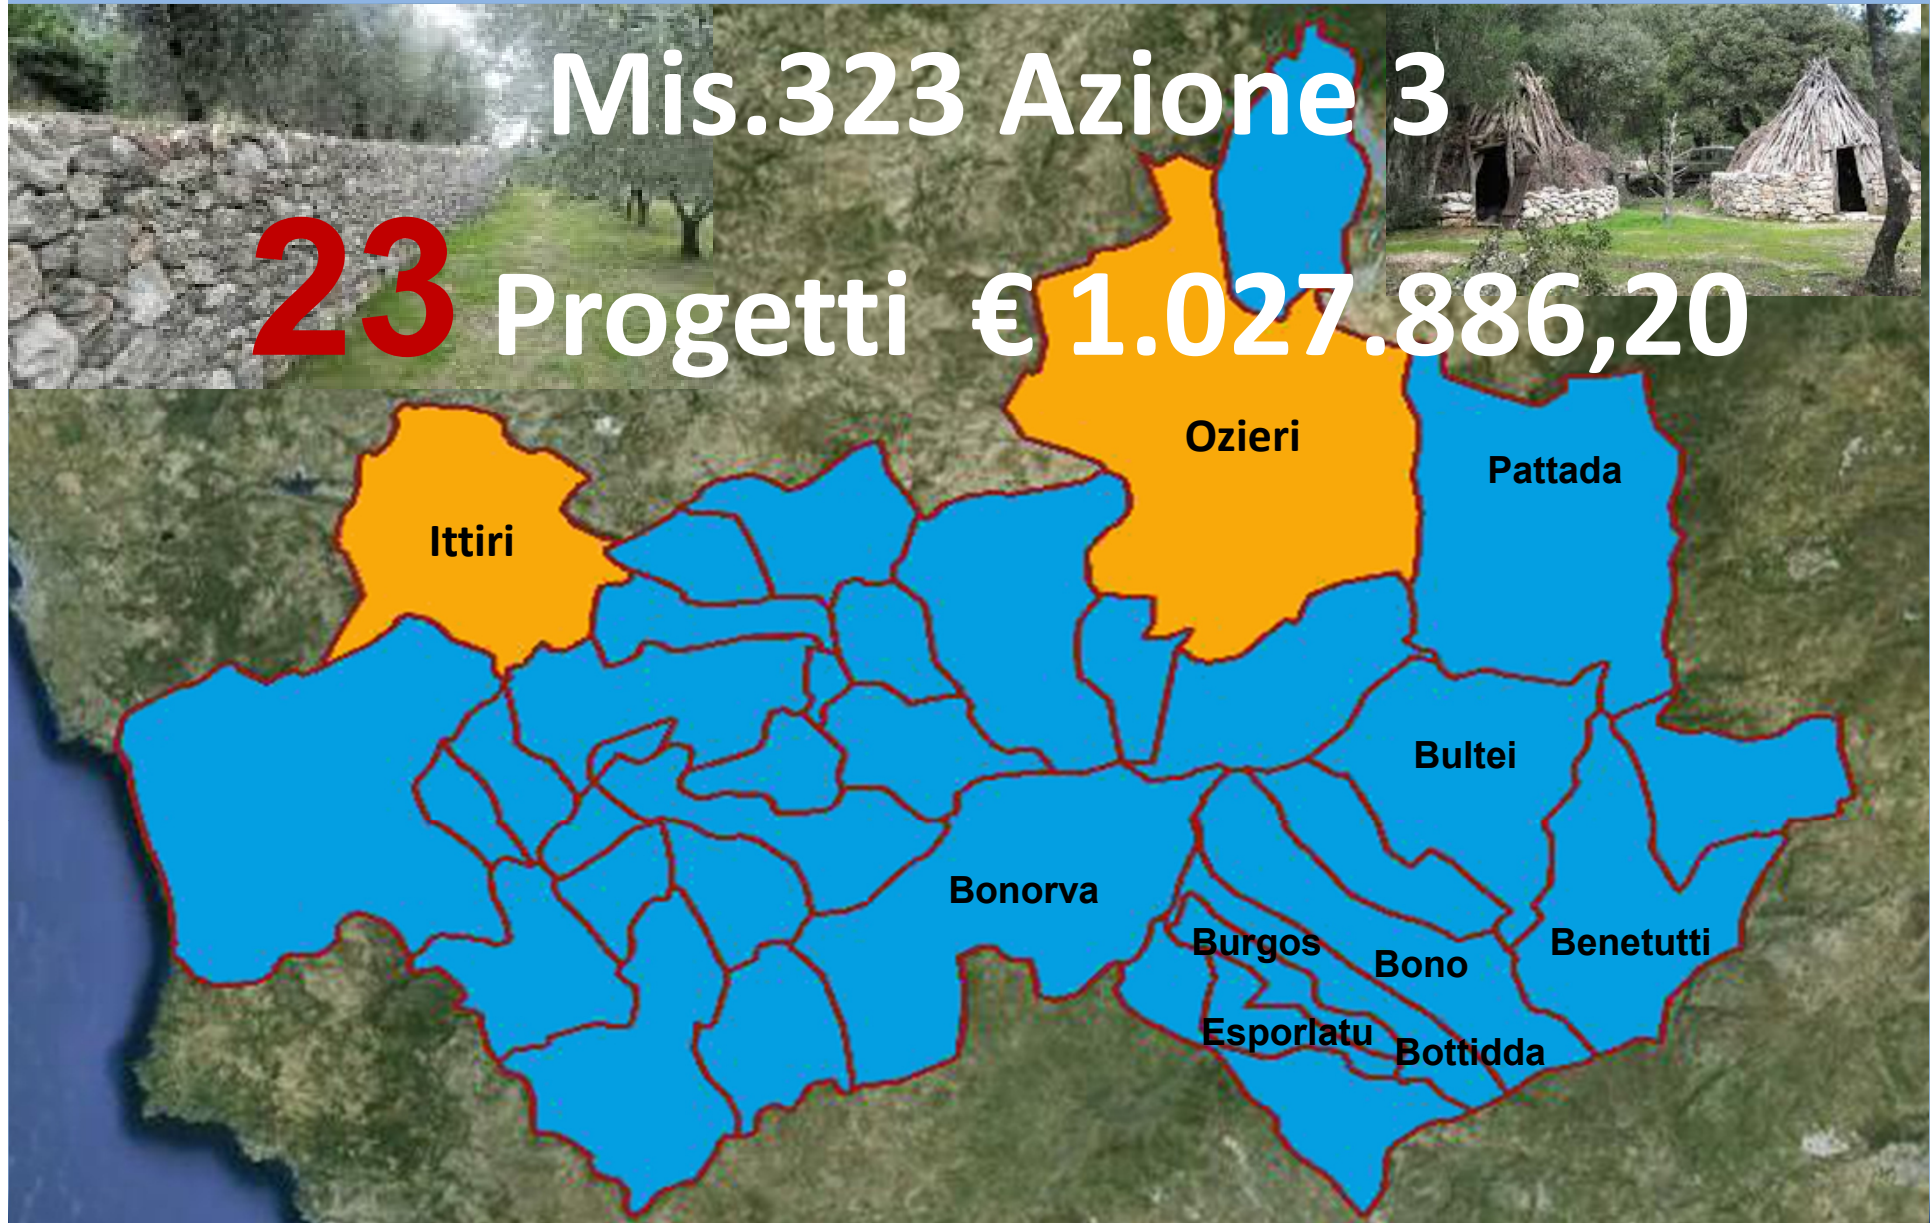 Mis.323 Azione 3
23 Progetti € 1.027.886,20
Ozieri
Pattada
Ittiri
Bultei
Bonorva
Burgos
Bono
Benetutti
Esporlatu
Bottidda